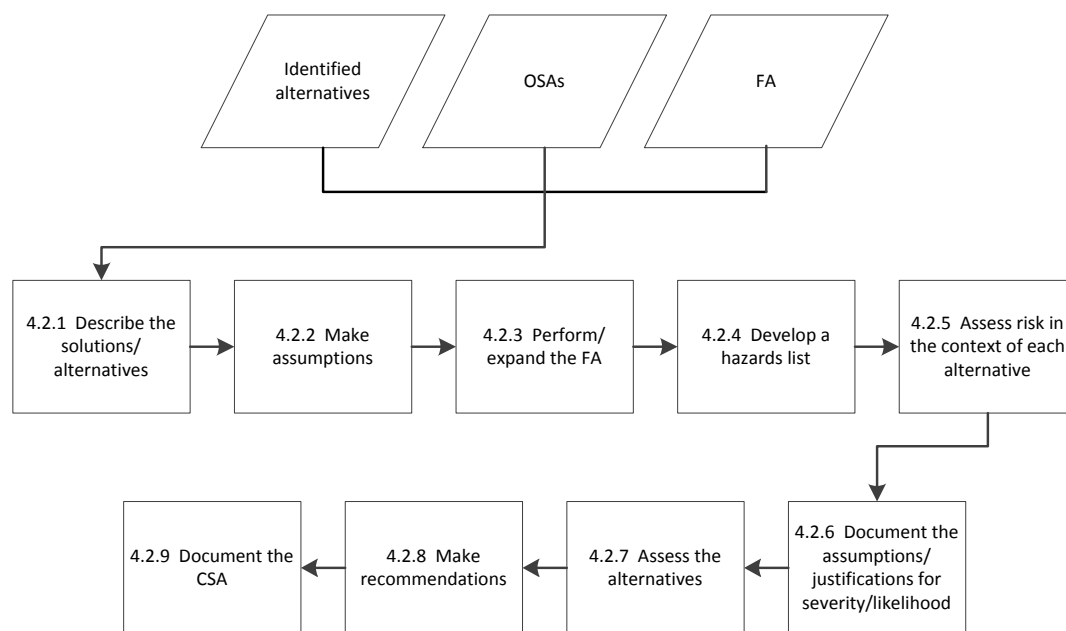 Identified
alternatives
OSAs
FA
4.2.1  Describe the
solutions/
alternatives
4.2.2  Make
assumptions
4.2.3  Perform/
expand the FA
4.2.4  Develop a
hazards list
4.2.5  Assess risk in
the context of each
alternative
4.2.6  Document the
assumptions/
justifications for
severity/likelihood
4.2.7  Assess the
alternatives
4.2.8  Make
recommendations
4.2.9  Document the
CSA